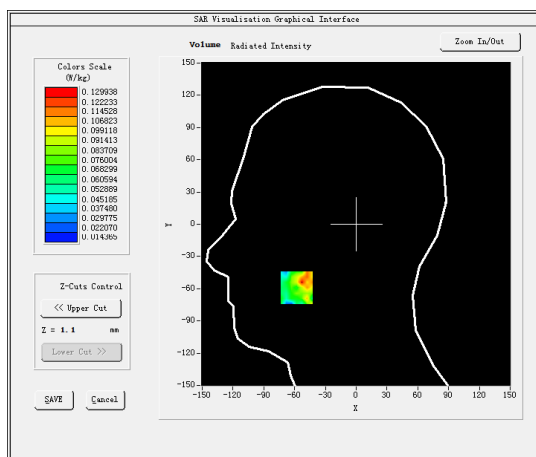 SAR Visualisation Graphical Interface
Volume Radiated Intensity
Zoom In/Out
Colors Scale
(W/kg)
0.129938
0.122233
0.114528
0.106823
0.099118
0.091413
0.083709
0.076004
0.068299
0.060594
0.052889
0.045185
0.037480
0.029775
0.022070
0.014365
Z-Cuts Control
<< Upper Cut
Z = 1.1 mm
Lower Cut >>
SAVE
Cancel
150
120
90
60
30
0
-30
-60
-90
-120
-150
Y
-150 -120 -90 -60 -30 0 30 60 90 120 150
X